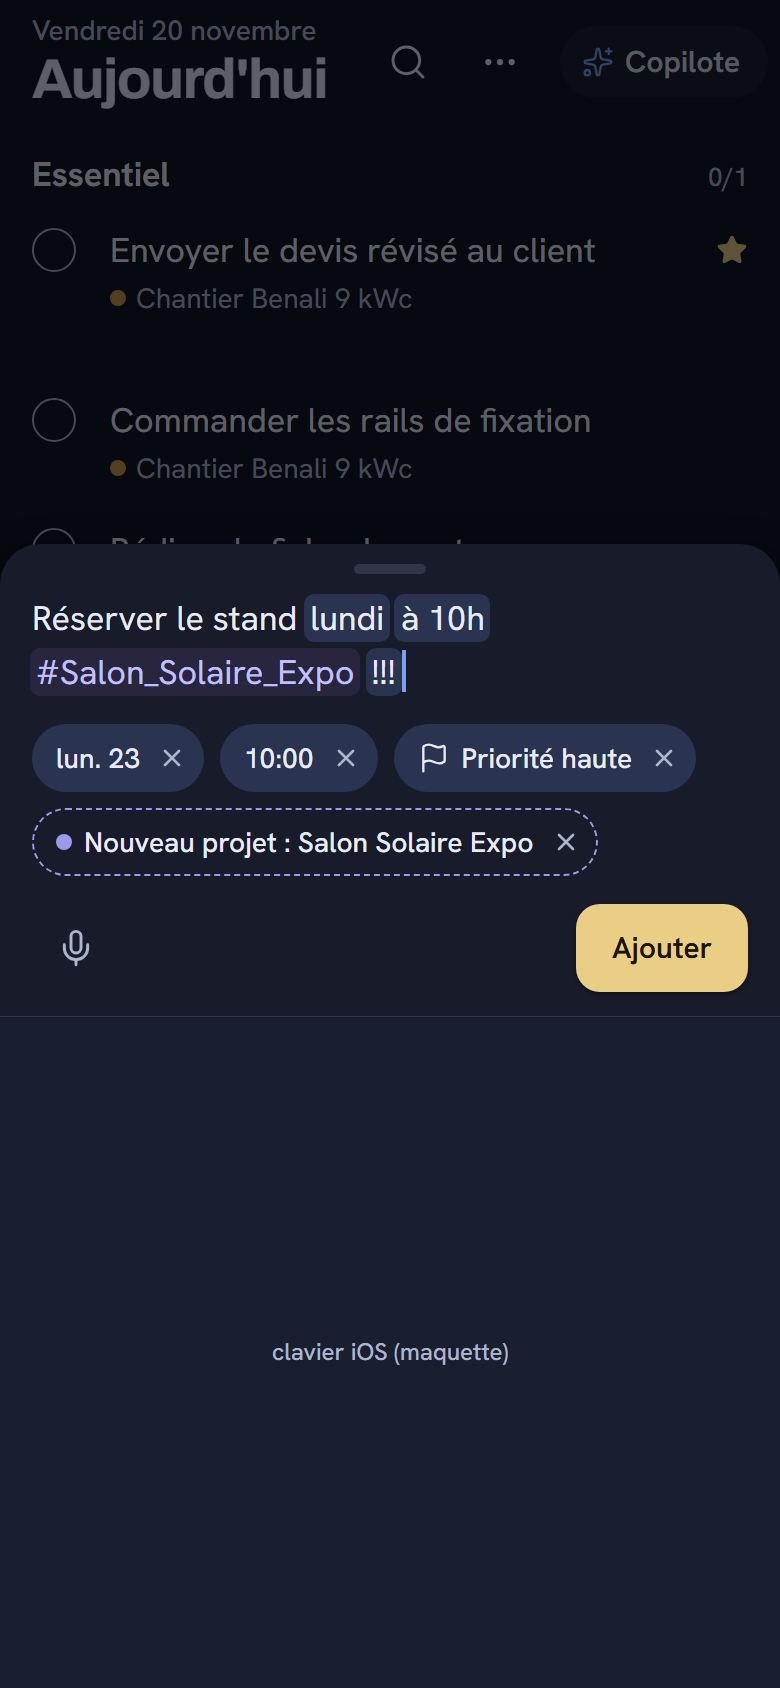 Vendredi 20 novembre
Aujourd'hui
Copilote
Essentiel
0/1
Envoyer le devis révisé au client
Chantier Benali 9 kWc
Commander les rails de fixation
Chantier Benali 9 kWc
Réserver le stand lundi à 10h
#Salon_Solaire_Expo !!!
lun. 23
10:00
Priorité haute
Nouveau projet : Salon Solaire Expo
Ajouter
clavier iOS (maquette)